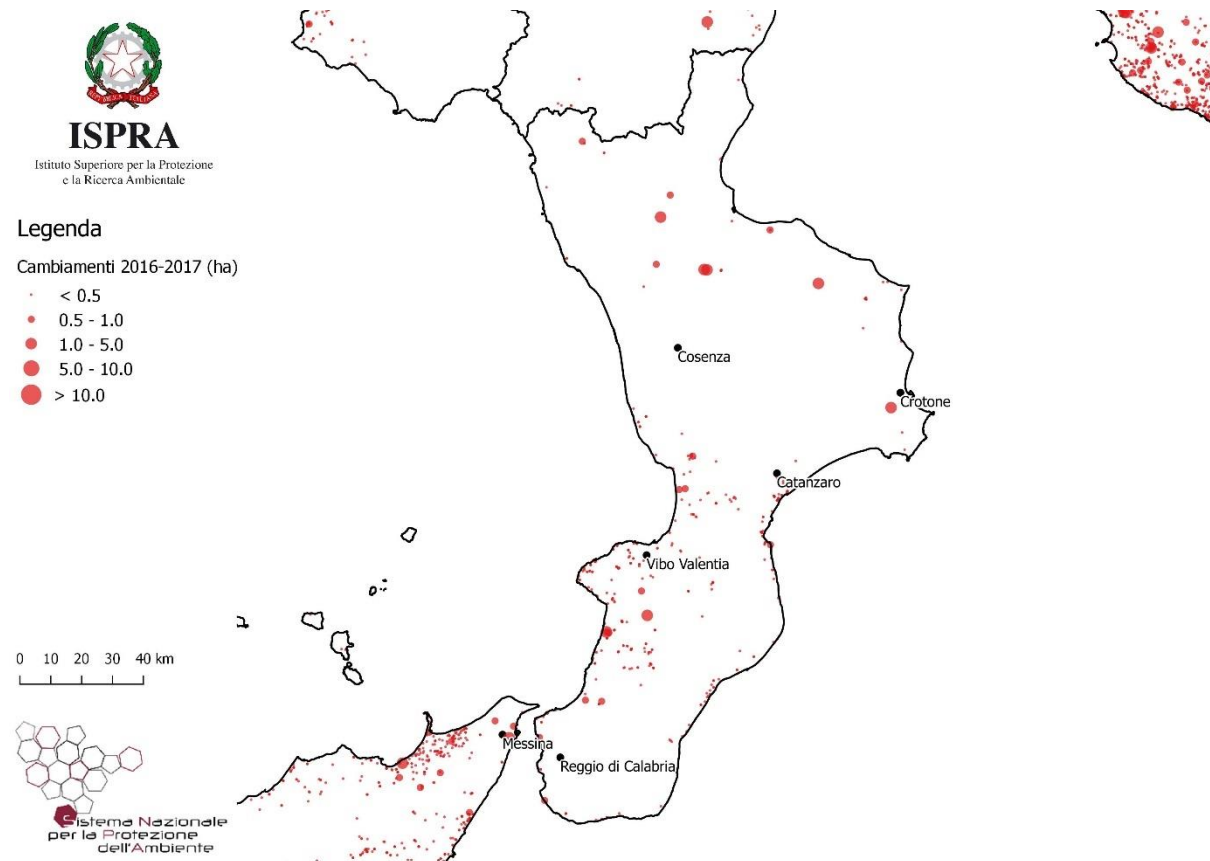 REPVBBLICA ITALIANA
ISPRA
Istituto Superiore per la Protezione
e la Ricerca Ambientale
Legenda
Cambiamenti 2016-2017 (ha)
< 0.5
0.5 - 1.0
1.0 - 5.0
5.0 - 10.0
> 10.0
Cosenza
Crotone
Catanzaro
Vibo Valentia
Messina
Reggio di Calabria
0 10 20 30 40 km
Sistema Nazionale
per la Protezione
dell'Ambiente